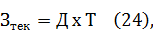 Зтек = Д х Т (24),